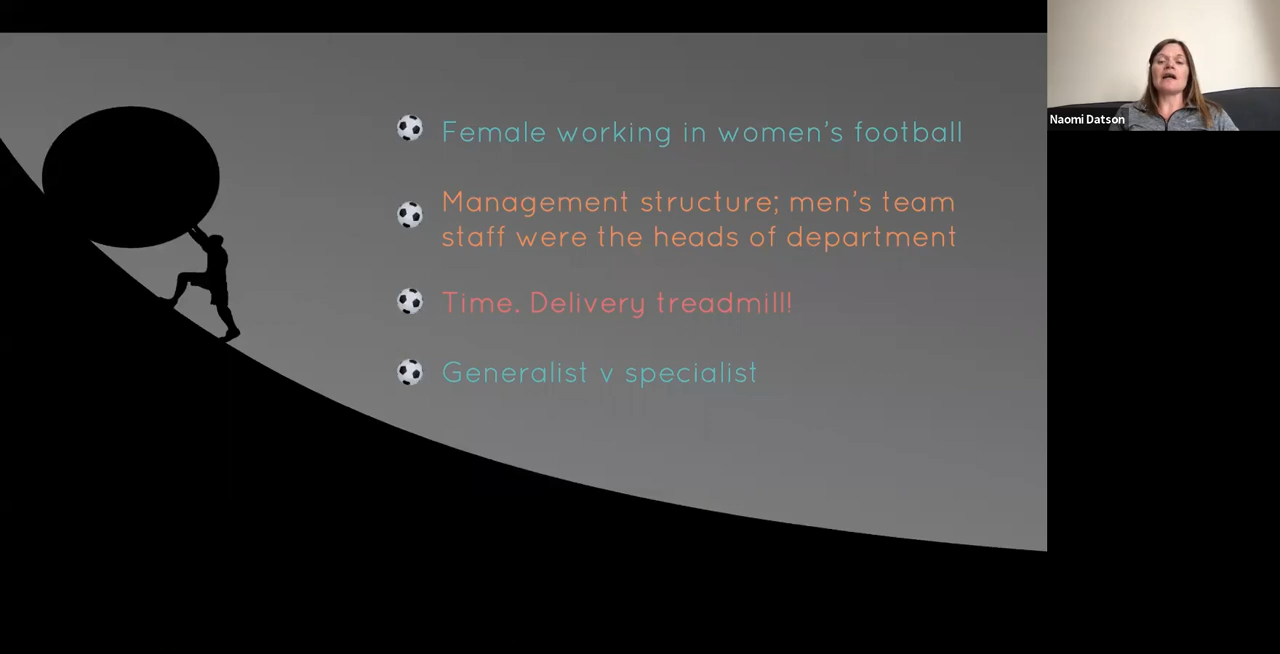 Female working in women's football
Management structure; men's team
staff were the heads of department
Time. Delivery treadmill!
Generalist v specialist
Naomi Datson